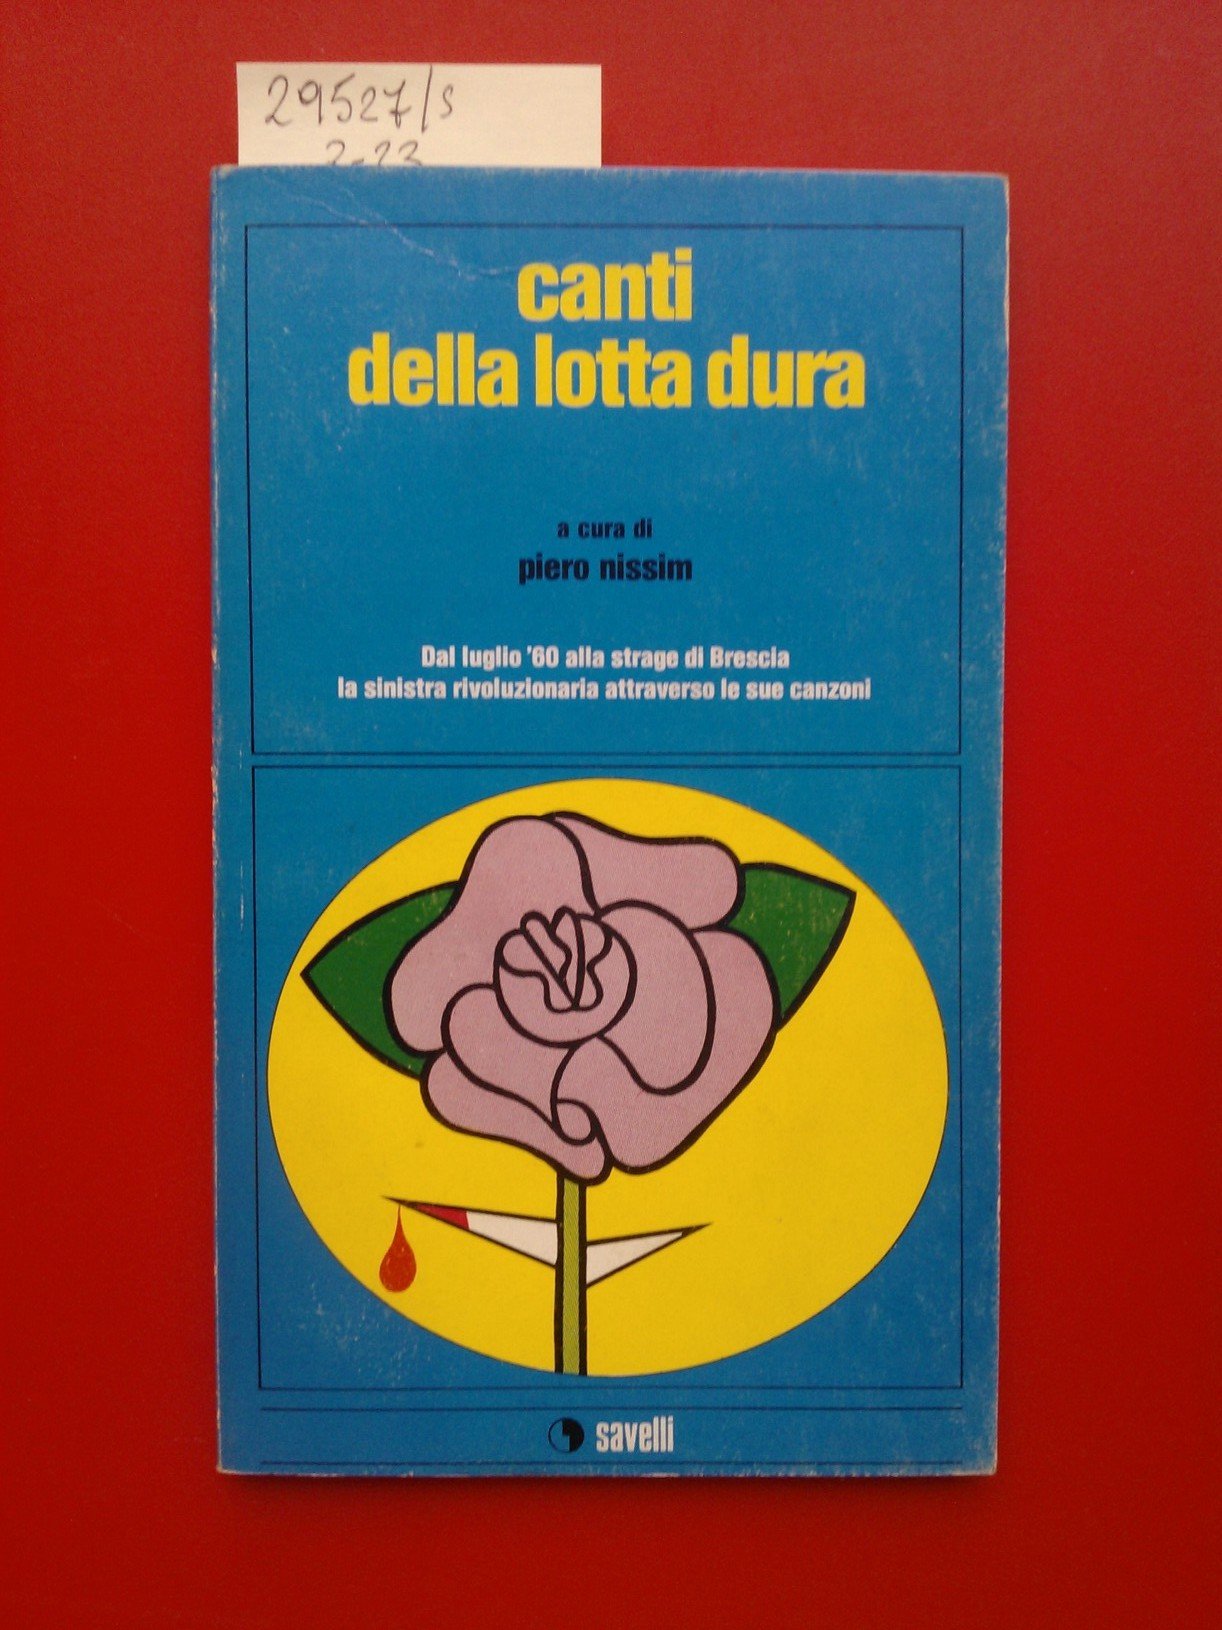 29527/s
canti
della lotta dura
a cura di
piero nissim
Dal luglio '60 alla strage di Brescia
la sinistra rivoluzionaria attraverso le sue canzoni
savelli